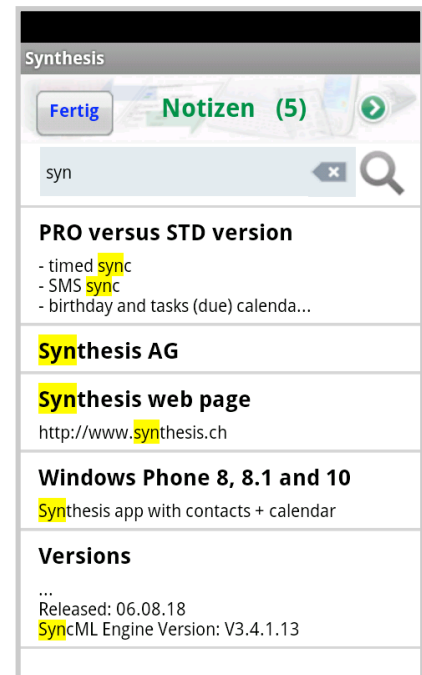 Synthesis
Fertig
Notizen (5)
syn
PRO versus STD version
- timed sync
- SMS sync
- birthday and tasks (due) calenda...
Synthesis AG
Synthesis web page
http://www.synthesis.ch
Windows Phone 8, 8.1 and 10
Synthesis app with contacts + calendar
Versions
...
Released: 06.08.18
SyncML Engine Version: V3.4.1.13